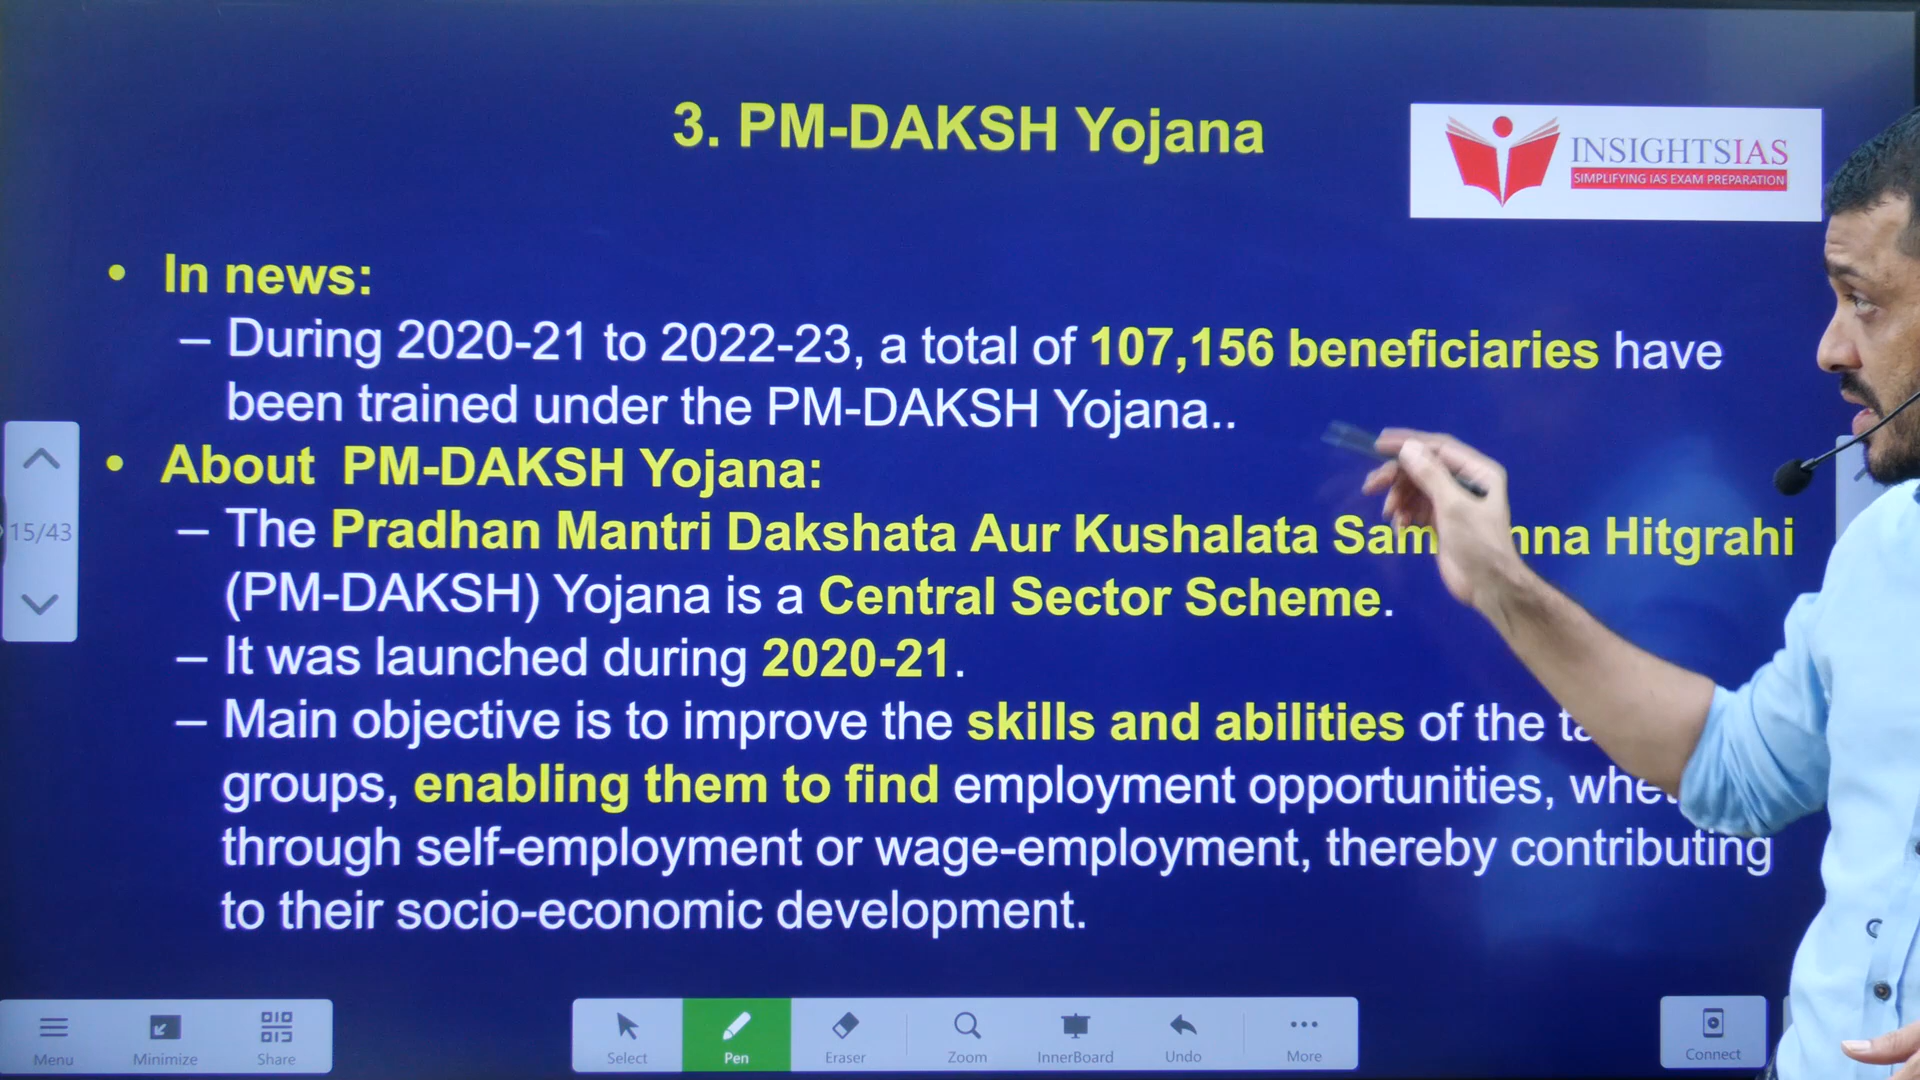 3. PM-DAKSH Yojana
INSIGHTSIAS
SIMPLIFYING IAS EXAM PREPARATION
• In news:
– During 2020-21 to 2022-23, a total of 107,156 beneficiaries have
been trained under the PM-DAKSH Yojana..
• About PM-DAKSH Yojana:
– The Pradhan Mantri Dakshata Aur Kushalata Hitgrahi
(PM-DAKSH) Yojana is a Central Sector Scheme.
– It was launched during 2020-21.
– Main objective is to improve the skills and abilities of the
groups, enabling them to find employment opportunities,
through self-employment or wage-employment, thereby contributing
to their socio-economic development.
15/43
Menu
Minimize
Share
Select
Pen
Eraser
Zoom
InnerBoard
Undo
More
Connect